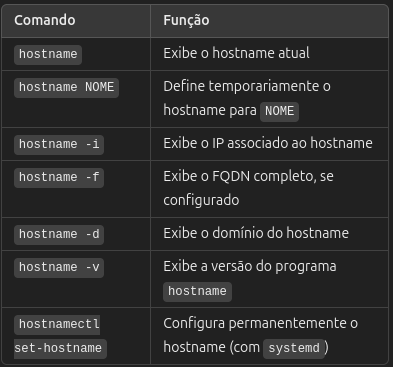 Comando Função
hostname Exibe o hostname atual
hostname NOME Define temporariamente o
hostname para NOME
hostname -i Exibe o IP associado ao hostname
hostname -f Exibe o FQDN completo, se
configurado
hostname -d Exibe o domínio do hostname
hostname -v Exibe a versão do programa
hostname
hostnamectl Configura permanentemente o
set-hostname hostname (com systemd)